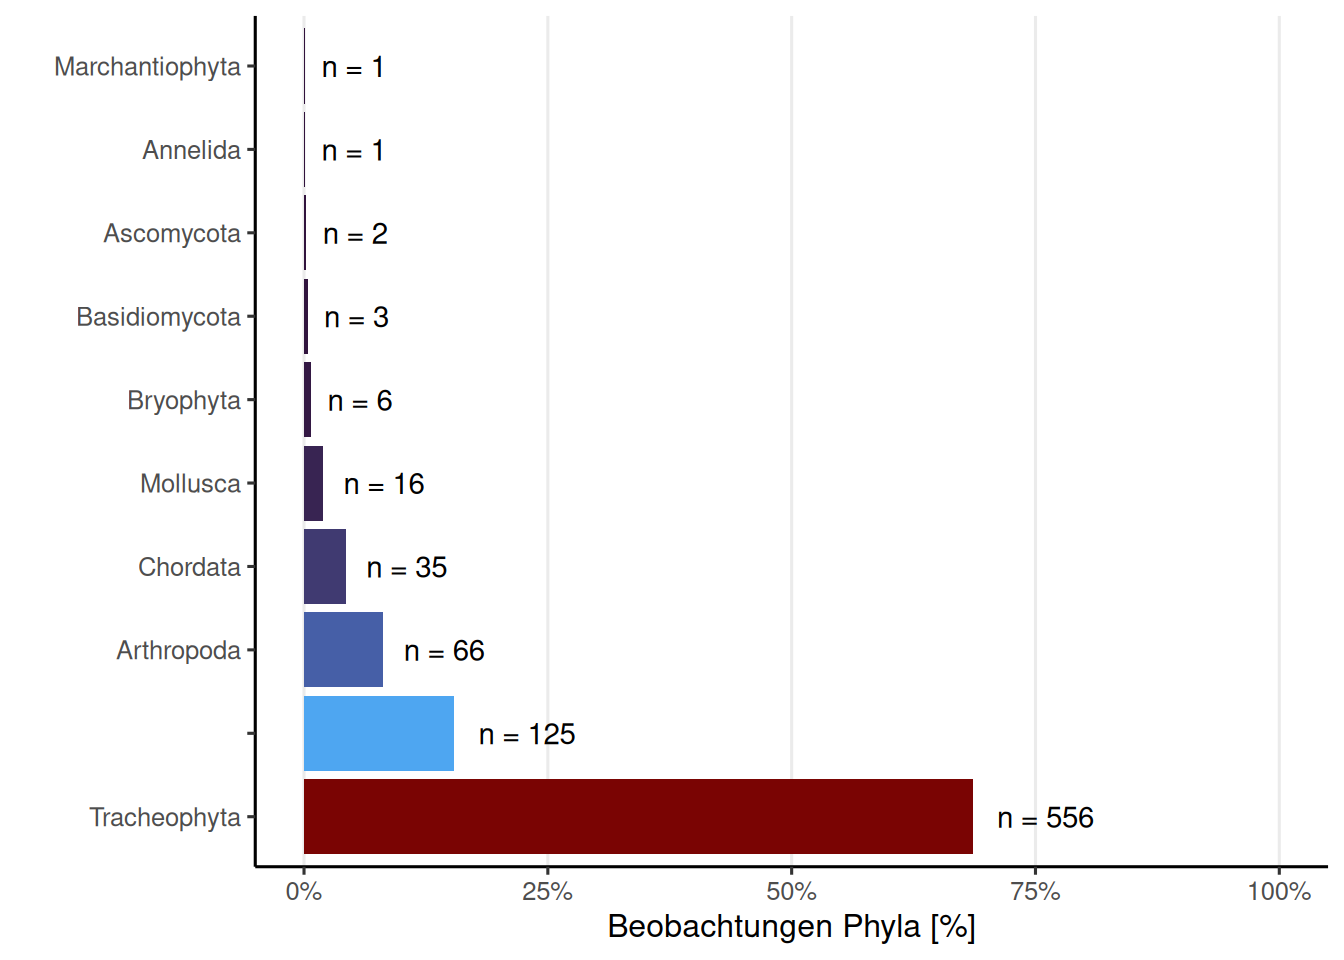 Marchantiophyta n = 1
Annelida n = 1
Ascomycota n = 2
Basidiomycota n = 3
Bryophyta n = 6
Mollusca n = 16
Chordata n = 35
Arthropoda n = 66
n = 125
Tracheophyta n = 556
0% 25% 50% 75% 100%
Beobachtungen Phyla [%]